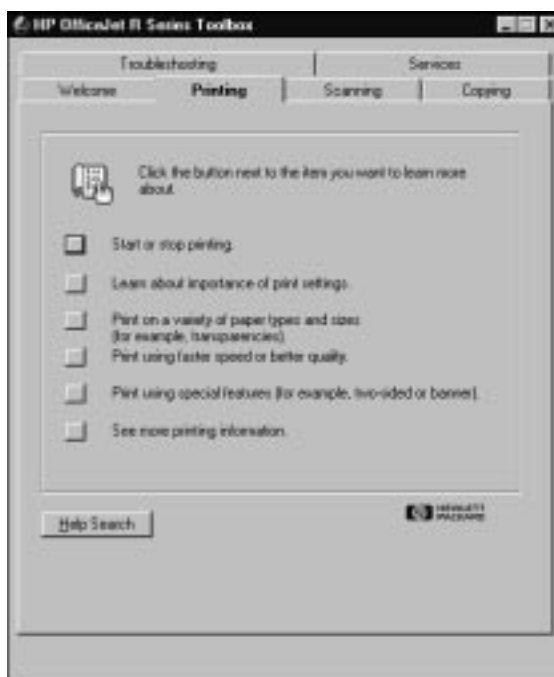 HP OfficeJet R Series Toolbox
Troubleshooting
Services
Welcome
Printing
Scanning
Copying
Click the button next to the item you want to learn more
about.
Start or stop printing.
Learn about importance of print settings.
Print on a variety of paper types and sizes
(for example, transparencies).
Print using faster speed or better quality.
Print using special features (for example, two-sided or banner).
See more printing information.
Help Search
HEWLETT
PACKARD